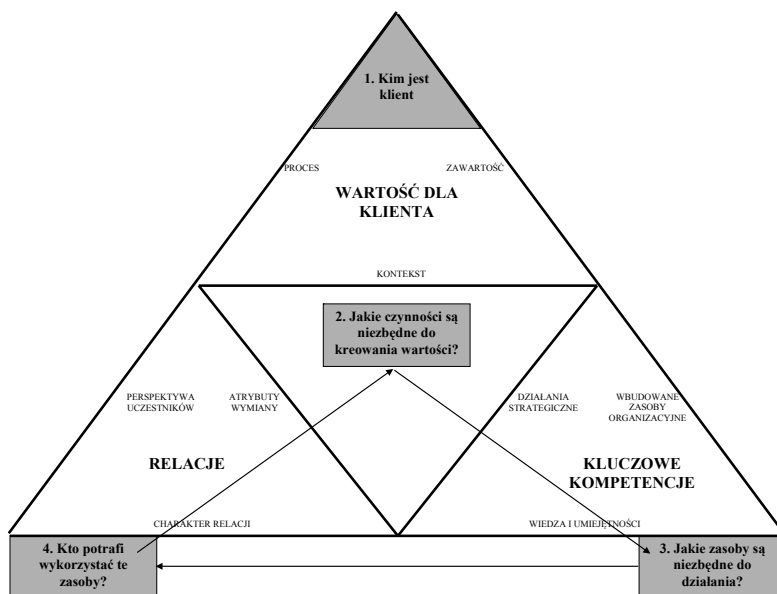 1. Kim jest
klient
PROCES
ZAWARTOŚĆ
WARTOŚĆ DLA
KLIENTA
KONTEKST
2. Jakie czynności są
niezbędne do
kreowania wartości?
PERSPEKTYWA
UCZESTNIKÓW
ATRYBUTY
WYMIANY
DZIAŁANIA
STRATEGICZNE
WBUDOWANE
ZASOBY
ORGANIZACYJNE
RELACJE
KLUCZOWE
KOMPETENCJE
CHARAKTER RELACJI
WIEDZA I UMIEJĘTNOŚCI
4. Kto potrafi
wykorzystać te
zasoby?
3. Jakie zasoby są
niezbędne do
działania?